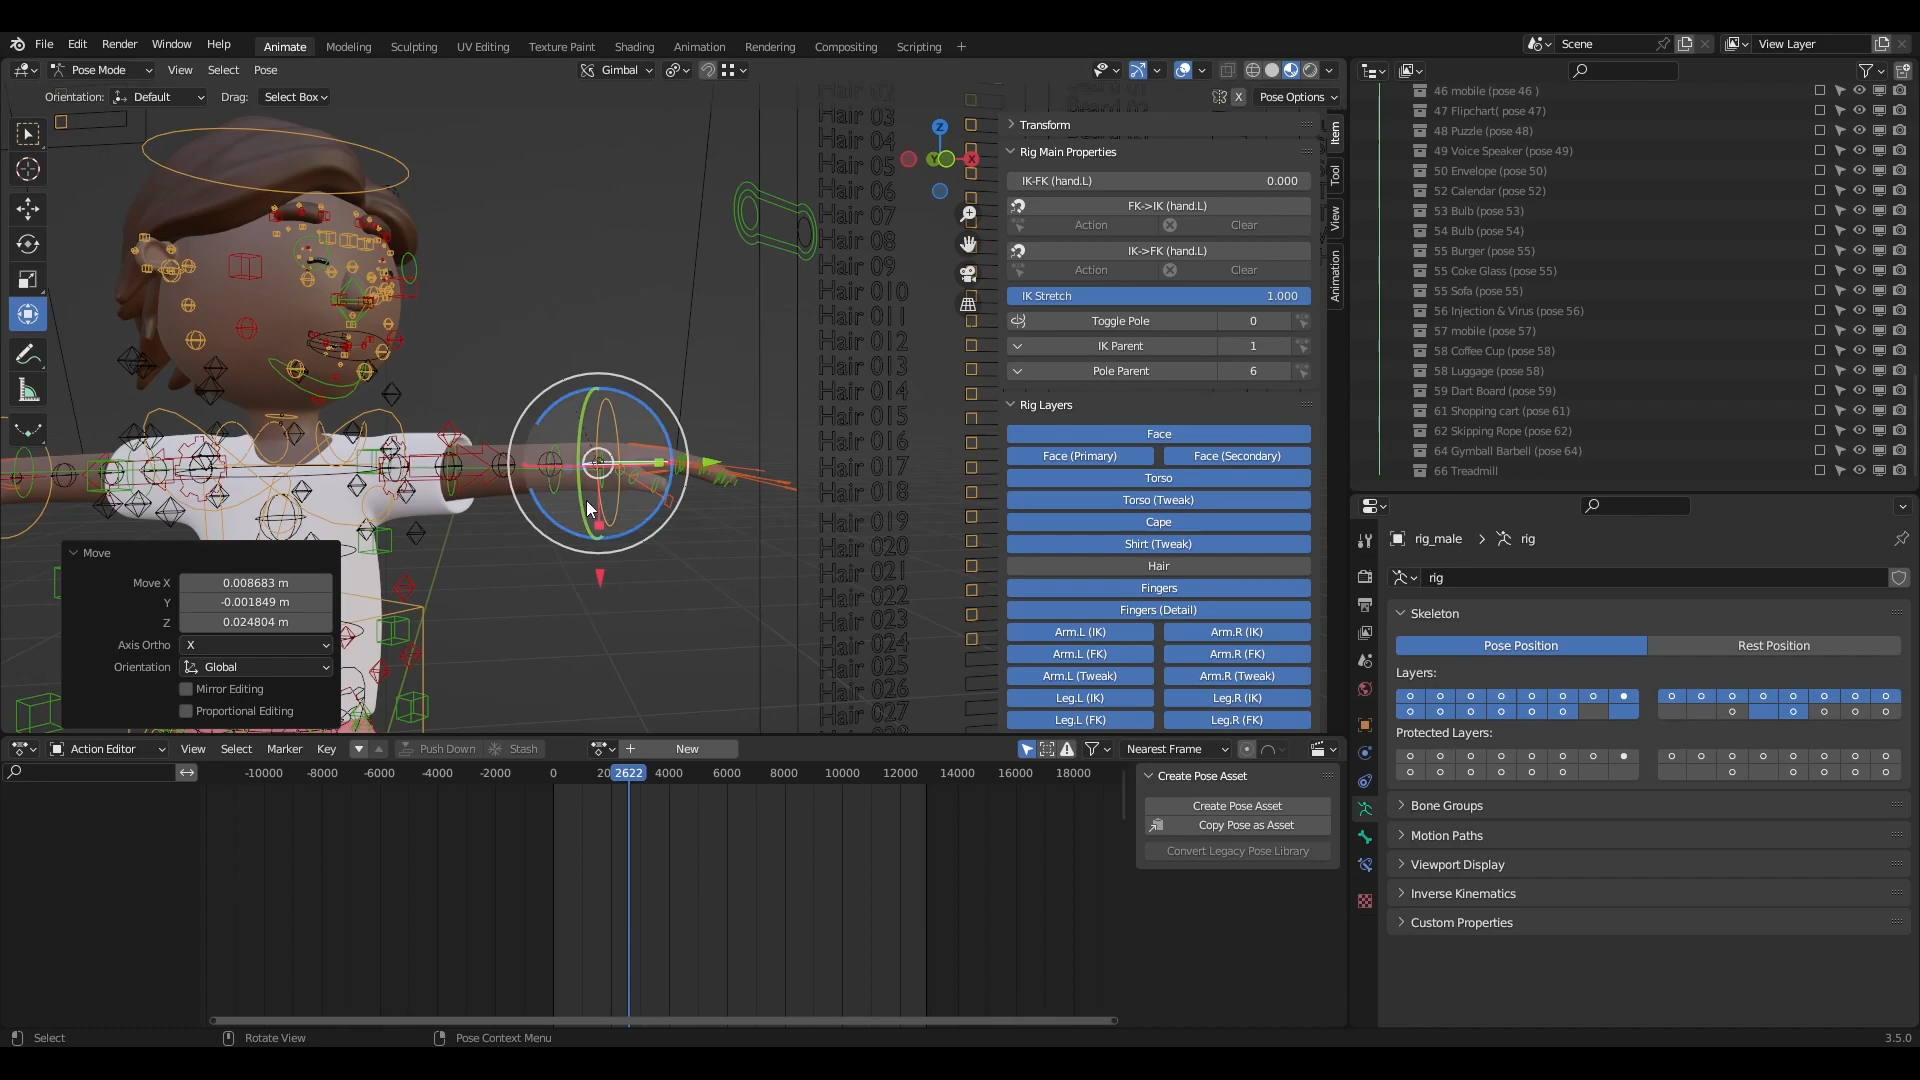 File Edit Render Window Help Animate Modeling Sculpting UV Editing Texture Paint Shading Animation Rendering Compositing Scripting + Scene View Layer
Pose Mode View Select Pose Gimbal
Orientation: Default Drag: Select Box X Pose Options
Hair 03
Hair 04
Hair 05
Hair 06
Hair 07
Hair 08
Hair 09
Hair 010
Hair 011
Hair 012
Hair 013
Hair 014
Hair 015
Hair 016
Hair 017
Hair 018
Hair 019
Hair 020
Hair 021
Hair 022
Hair 023
Hair 024
Hair 025
Hair 026
Hair 027
Z
Y
X
Move
Move X 0.008683 m
Y -0.001849 m
Z 0.024804 m
Axis Ortho X
Orientation Global
Mirror Editing
Proportional Editing
Transform
Rig Main Properties
IK-FK (hand.L) 0.000
FK->IK (hand.L)
Action Clear
IK->FK (hand.L)
Action Clear
IK Stretch 1.000
Toggle Pole 0
IK Parent 1
Pole Parent 6
Rig Layers
Face
Face (Primary) Face (Secondary)
Torso
Torso (Tweak)
Cape
Shirt (Tweak)
Hair
Fingers
Fingers (Detail)
Arm.L (IK) Arm.R (IK)
Arm.L (FK) Arm.R (FK)
Arm.L (Tweak) Arm.R (Tweak)
Leg.L (IK) Leg.R (IK)
Leg.L (FK) Leg.R (FK)
Item
Tool
View
Animation
46 mobile (pose 46 )
47 Flipchart( pose 47)
48 Puzzle (pose 48)
49 Voice Speaker (pose 49)
50 Envelope (pose 50)
52 Calendar (pose 52)
53 Bulb (pose 53)
54 Bulb (pose 54)
55 Burger (pose 55)
55 Coke Glass (pose 55)
55 Sofa (pose 55)
56 Injection & Virus (pose 56)
57 mobile (pose 57)
58 Coffee Cup (pose 58)
58 Luggage (pose 58)
59 Dart Board (pose 59)
61 Shopping cart (pose 61)
62 Skipping Rope (pose 62)
64 Gymball Barbell (pose 64)
66 Treadmill
rig_male > rig
rig
Skeleton
Pose Position Rest Position
Layers:
Protected Layers:
Bone Groups
Motion Paths
Viewport Display
Inverse Kinematics
Custom Properties
Action Editor View Select Marker Key Push Down Stash + New Nearest Frame
-10000 -8000 -6000 -4000 -2000 0 20 2622 4000 6000 8000 10000 12000 14000 16000 18000
Create Pose Asset
Create Pose Asset
Copy Pose as Asset
Convert Legacy Pose Library
Select Rotate View Pose Context Menu 3.5.0